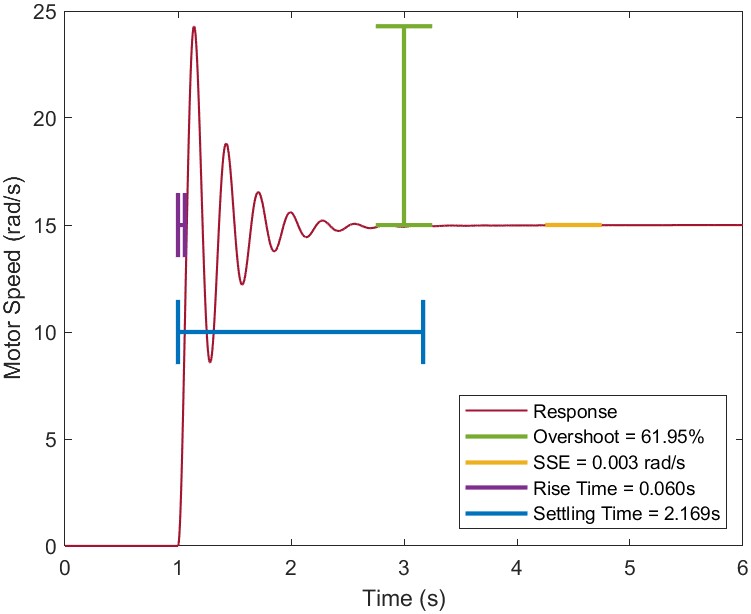 Motor Speed (rad/s)
25
20
15
10
5
0
0 1 2 3 4 5 6
Time (s)
Response
Overshoot = 61.95%
SSE = 0.003 rad/s
Rise Time = 0.060s
Settling Time = 2.169s